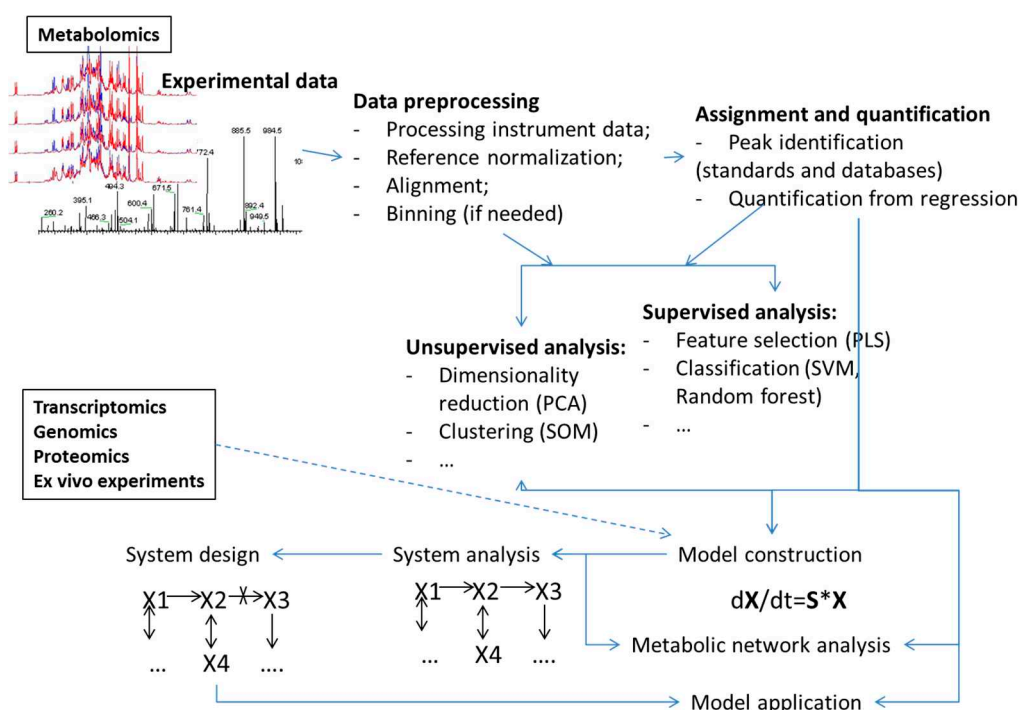 Metabolomics
Experimental data
260.2
395.1
466.3
494.3
504.1
600.4
671.5
761.4
772.4
885.5
892.4
949.5
994.5
Data preprocessing
- Processing instrument data;
- Reference normalization;
- Alignment;
- Binning (if needed)
Assignment and quantification
- Peak identification
(standards and databases)
- Quantification from regression
Unsupervised analysis:
- Dimensionality
reduction (PCA)
- Clustering (SOM)
- ...
Supervised analysis:
- Feature selection (PLS)
- Classification (SVM,
Random forest)
- ...
Transcriptomics
Genomics
Proteomics
Ex vivo experiments
System design
X1 X2 X3
... X4 ....
System analysis
X1 X2 X3
... X4 ....
Model construction
dX/dt=S*X
Metabolic network analysis
Model application